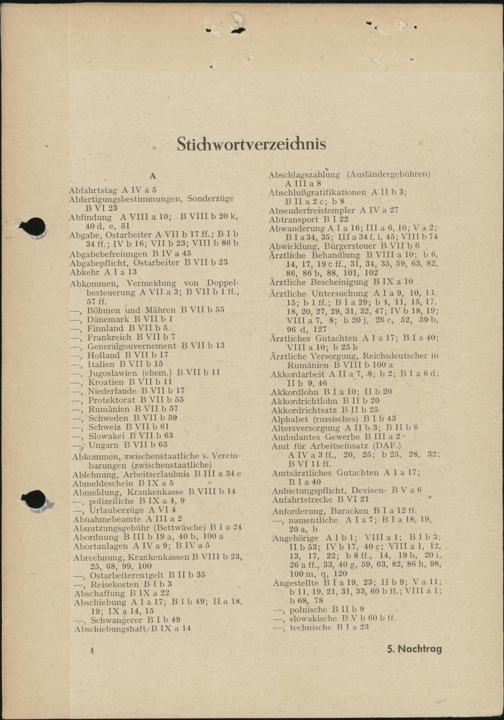 Stichwortverzeichnis
A
Abfahrtstag A IV a 5
Abfertigungsbestimmungen, Sonderzüge
B VI 23
Abfindung A VIII a 10; B VIII b 20 k,
40 d, e, 51
Abgabe, Ostarbeiter A VII b 17 ff.; B I b
34 ff.; IV b 16; VII b 23; VIII b 86 b
Abgabebefreiungen B IV a 45
Abgabepflicht, Ostarbeiter B VII b 23
Abkehr A I a 13
Abkommen, Vermeidung von Doppel-
besteuerung A VII a 3; B VII b 1 ff.,
57 ff.
—, Böhmen und Mähren B VII b 55
—, Dänemark B VII b 1
—, Finnland B VII b 5
—, Frankreich B VII b 7
—, Generalgouvernement B VII b 13
—, Holland B VII b 17
—, Italien B VII b 15
—, Jugoslawien (ehem.) B VII b 11
—, Kroatien B VII b 11
—, Niederlande B VII b 17
—, Protektorat B VII b 55
—, Rumänien B VII b 57
—, Schweden B VII b 59
—, Schweiz B VII b 61
—, Slowakei B VII b 63
—, Ungarn B VII b 65
Abkommen, zwischenstaatliche s. Verein-
barungen (zwischenstaatliche)
Ablehnung, Arbeitserlaubnis B III a 34 e
Abmeldeschein B IX a 5
Abmeldung, Krankenkasse B VIII b 14
—, polizeiliche B IX a 4, 9
—, Urlauberzüge A VI 4
Abnahmebeamte A III a 2
Abnutzungsgebühr (Bettwäsche) B I a 24
Abordnung B III b 19 a, 40 b, 100 a
Abortanlagen A IV a 9; B IV a 5
Abrechnung, Krankenkassen B VIII b 23,
25, 68, 99, 100
—, Ostarbeiterentgelt B II b 35
—, Reisekosten B I b 3
Abschaffung B IX a 22
Abschiebung A I a 17; B I b 49; II a 18,
19; IX a 14, 15
—, Schwangerer B I b 49
Abschiebungshaft B IX a 14
Abschlagszahlung (Ausländergebühren)
A III a 8
Abschlußgratifikationen A II b 3;
B II a 2 c; b 8
Absenderfreistempler A IV a 27
Abtransport B I 22
Abwanderung A I a 16; III a 6, 10; V a 2;
B I a 34, 35; III a 34 f, i, 45; VIII b 74
Abwicklung, Bürgersteuer B VII b 6
Ärztliche Behandlung B VIII a 10; b 6,
14, 17, 19 c ff., 31, 34, 35, 59, 63, 82,
86, 86 b, 88, 101, 102
Ärztliche Bescheinigung B IX a 10
Ärztliche Untersuchung A I a 9, 10, 11,
15; b 1 ff.; B I a 29; b 4, 11, 15, 17,
18, 20, 27, 29, 31, 32, 47; IV b 18, 19;
VIII a 7, 8; b 20 j, 26 c, 52, 59 b,
96 d, 127
Ärztliches Gutachten A I a 17; B I a 40;
VIII a 10; b 25 b
Ärztliche Versorgung, Reichsdeutscher in
Rumänien B VIII b 100 a
Akkordarbeit A II a 7, 8; b 2; B I a 6 d;
II b 9, 46
Akkordlohn B I a 10; II b 20
Akkordrichtlohn B II b 20
Akkordrichtsatz B II b 25
Alphabet (russisches) B I b 43
Altersversorgung A II b 3; B II b 8
Ambulantes Gewerbe B III a 2
Amt für Arbeitseinsatz (DAF.)
A IV a 3 ff., 20, 25; b 25, 28, 32;
B VI 11 ff.
Amtsärztliches Gutachten A I a 17;
B I a 40
Anbietungspflicht, Devisen- B V a 6
Anfahrtstrecke B VI 21
Anforderung, Baracken B I a 12 ff.
—, namentliche A I a 7; B I a 18, 19,
20 a, b
Angehörige A I b 1; VIII a 1; B I b 3;
II b 53; IV b 17, 40 c; VIII a 1, 12,
13, 17, 22; b 8 ff., 14, 19 b, 20 i,
26 a ff., 33, 40 g, 59, 63, 82, 86 h, 98,
100 m, q, 120
Angestellte B I a 19, 23; II b 9; V a 11;
b 11, 19, 21, 31, 33, 60 b ff.; VIII a 1;
b 68, 78
—, polnische B II b 9
—, slowakische B V b 60 b ff.
—, technische B I a 23
4
5. Nachtrag